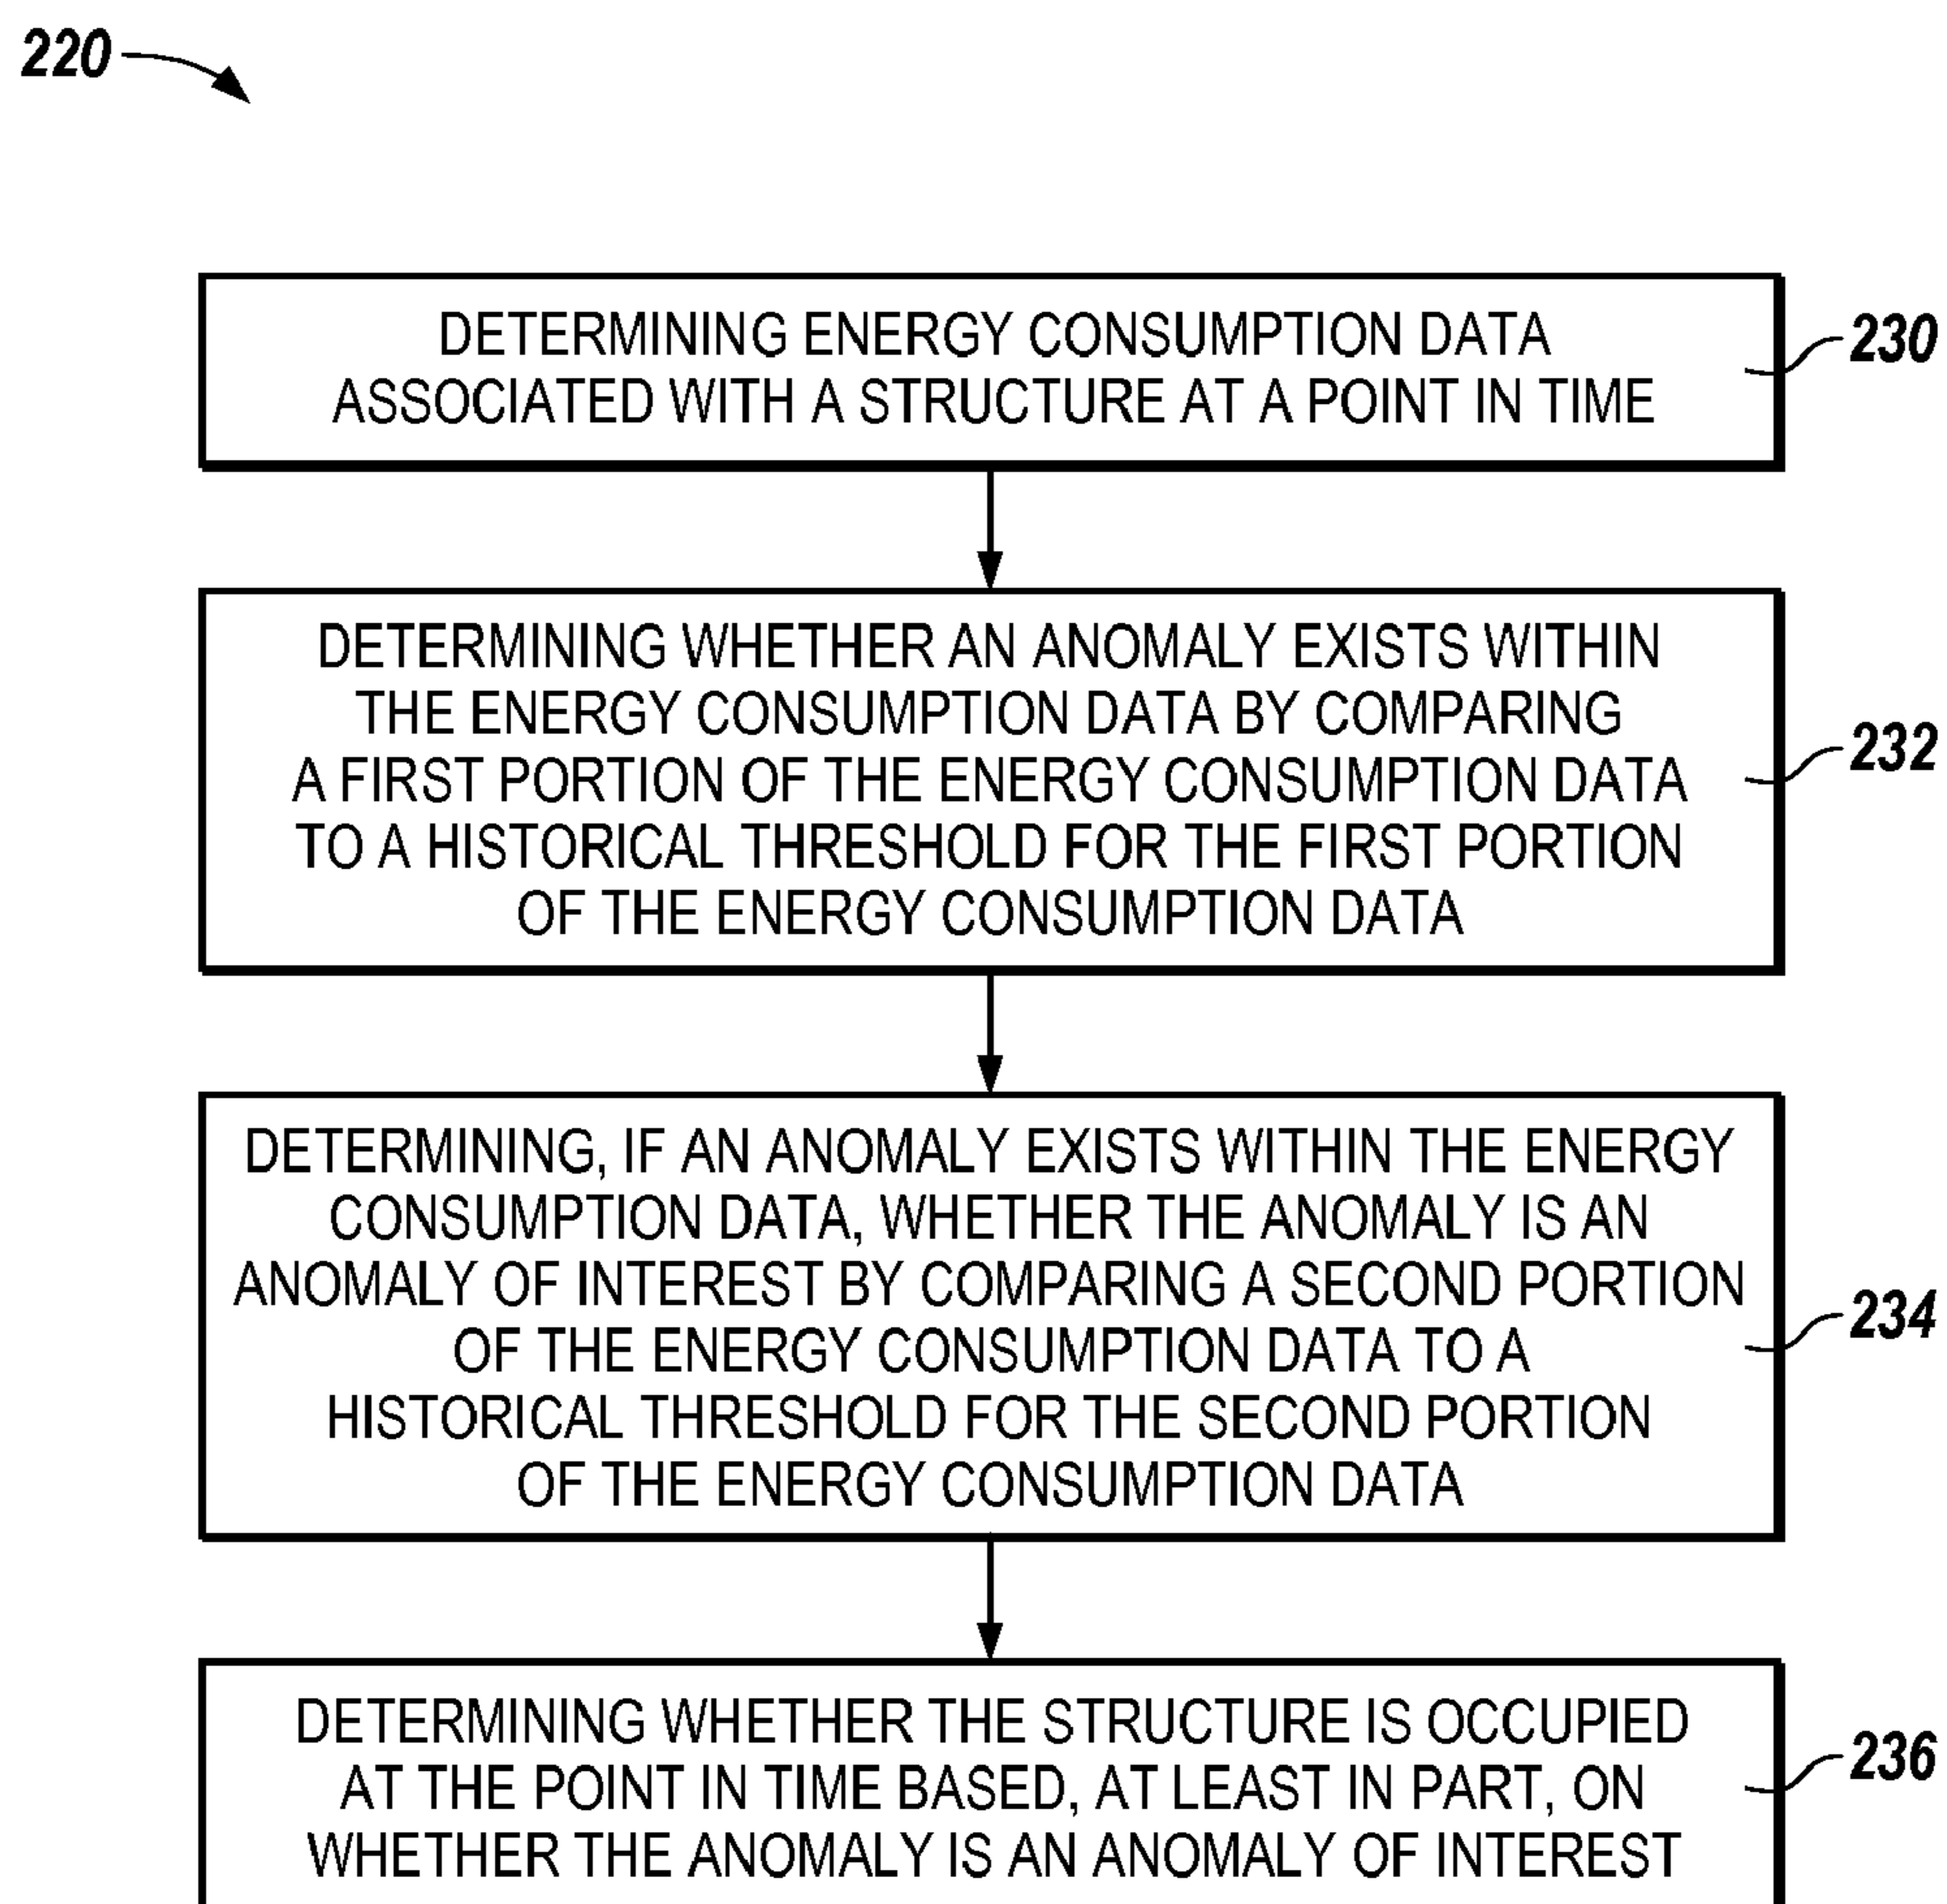 220
DETERMINING ENERGY CONSUMPTION DATA
ASSOCIATED WITH A STRUCTURE AT A POINT IN TIME
230
DETERMINING WHETHER AN ANOMALY EXISTS WITHIN
THE ENERGY CONSUMPTION DATA BY COMPARING
A FIRST PORTION OF THE ENERGY CONSUMPTION DATA
TO A HISTORICAL THRESHOLD FOR THE FIRST PORTION
OF THE ENERGY CONSUMPTION DATA
232
DETERMINING, IF AN ANOMALY EXISTS WITHIN THE ENERGY
CONSUMPTION DATA, WHETHER THE ANOMALY IS AN
ANOMALY OF INTEREST BY COMPARING A SECOND PORTION
OF THE ENERGY CONSUMPTION DATA TO A
HISTORICAL THRESHOLD FOR THE SECOND PORTION
OF THE ENERGY CONSUMPTION DATA
234
DETERMINING WHETHER THE STRUCTURE IS OCCUPIED
AT THE POINT IN TIME BASED, AT LEAST IN PART, ON
WHETHER THE ANOMALY IS AN ANOMALY OF INTEREST
236